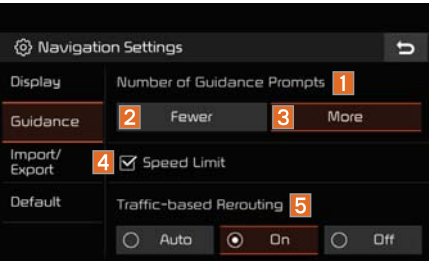 Navigation Settings
Display
Number of Guidance Prompts 1
Guidance
2 Fewer
3 More
Import/
Export
4 Speed Limit
Default
Traffic-based Rerouting 5
Auto
On
Off